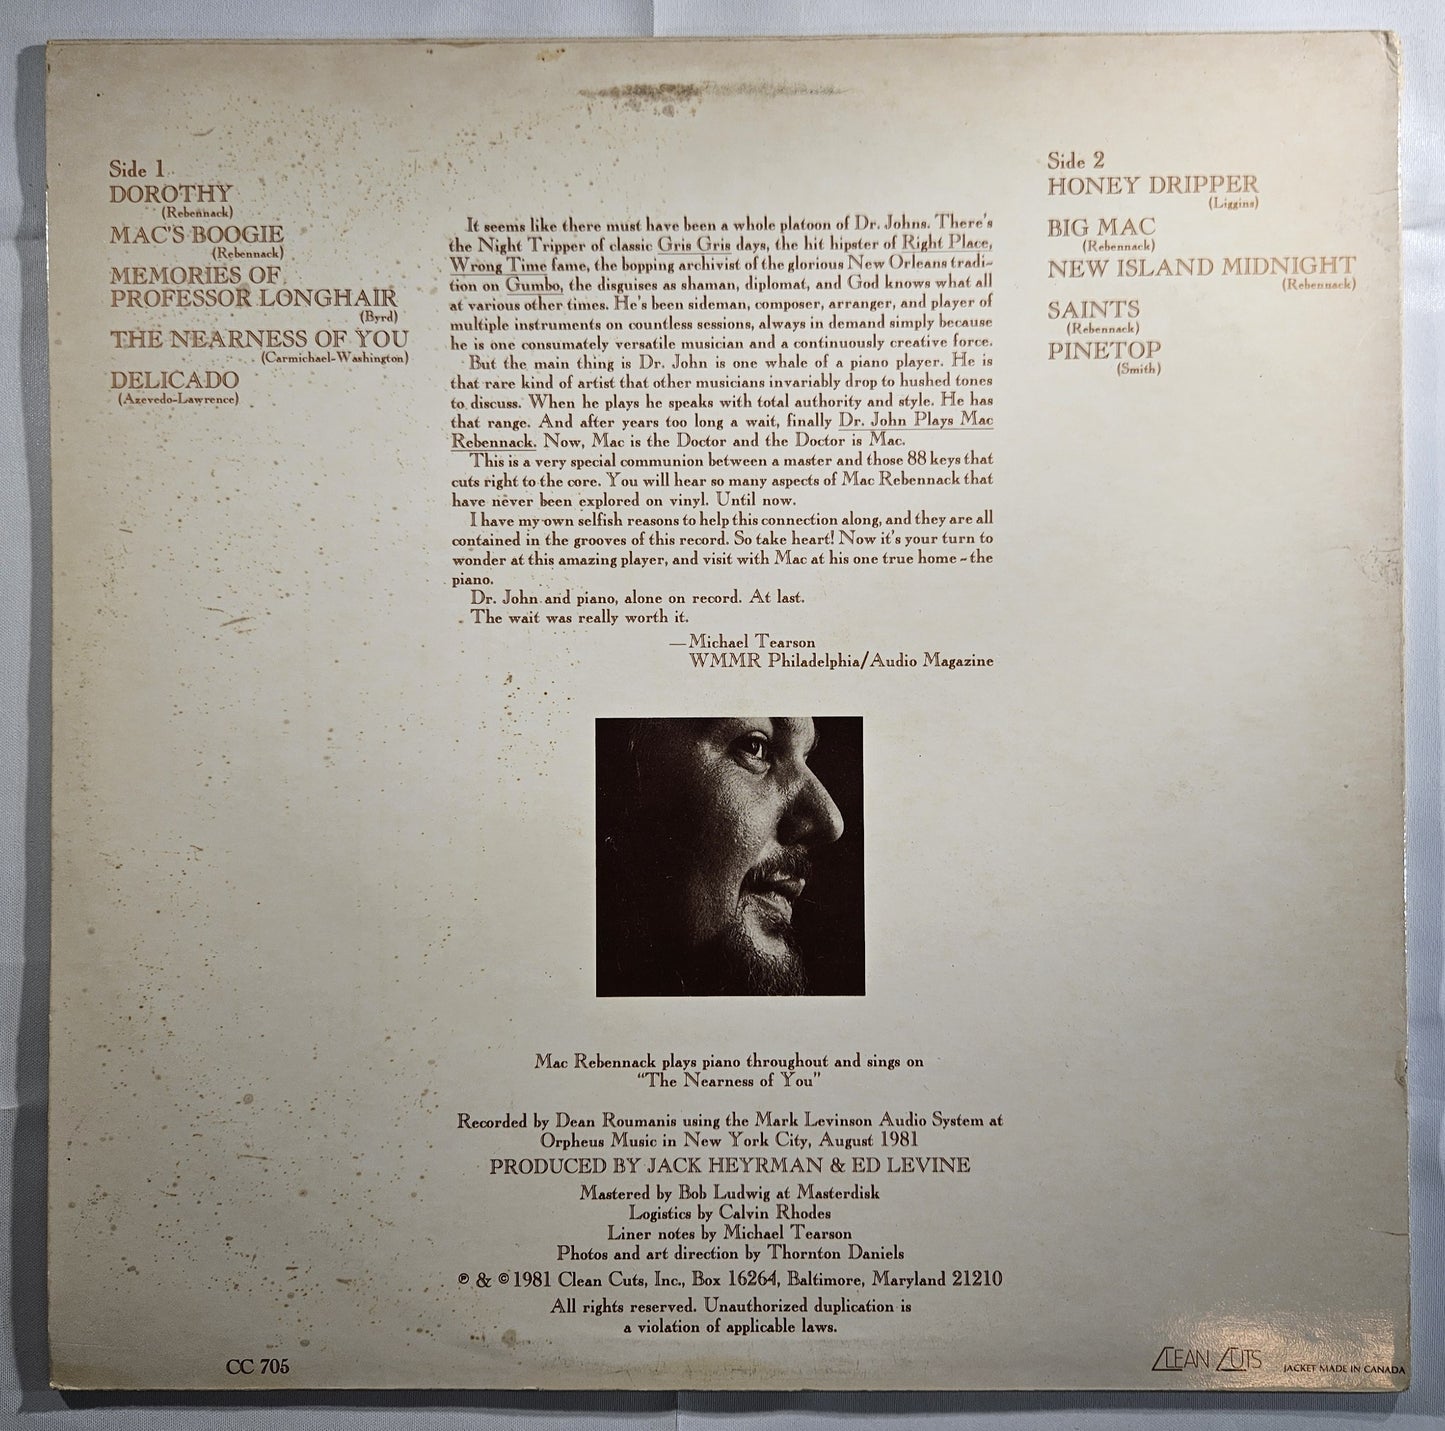 Side 1
DOROTHY
(Rebennack)
MAC'S BOOGIE
(Rebennack)
MEMORIES OF
PROFESSOR LONGHAIR
(Byrd)
THE NEARNESS OF YOU
(Carmichael-Washington)
DELICADO
(Azevedo-Lawrence)
It seems like there must have been a whole platoon of Dr. Johns. There's
the Night Tripper of classic Gris Gris days, the hit hipster of Right Place,
Wrong Time fame, the bopping archivist of the glorious New Orleans tradi-
tion on Gumbo, the disguises as shaman, diplomat, and God knows what all
at various other times. He's been sideman, composer, arranger, and player of
multiple instruments on countless sessions, always in demand simply because
he is one consumately versatile musician and a continuously creative force.
But the main thing is Dr. John is one whale of a piano player. He is
that rare kind of artist that other musicians invariably drop to hushed tones
to discuss. When he plays he speaks with total authority and style. He has
that range. And after years too long a wait, finally Dr. John Plays Mac
Rebennack. Now, Mac is the Doctor and the Doctor is Mac.
This is a very special communion between a master and those 88 keys that
cuts right to the core. You will hear so many aspects of Mac Rebennack that
have never been explored on vinyl. Until now.
I have my own selfish reasons to help this connection along, and they are all
contained in the grooves of this record. So take heart! Now it's your turn to
wonder at this amazing player, and visit with Mac at his one true home - the
piano.
Dr. John and piano, alone on record. At last.
The wait was really worth it.
—Michael Tearson
WMMR Philadelphia/Audio Magazine
Side 2
HONEY DRIPPER
(Liggins)
BIG MAC
(Rebennack)
NEW ISLAND MIDNIGHT
(Rebennack)
SAINTS
(Rebennack)
PINETOP
(Smith)
Mac Rebennack plays piano throughout and sings on
"The Nearness of You"
Recorded by Dean Roumanis using the Mark Levinson Audio System at
Orpheus Music in New York City, August 1981
PRODUCED BY JACK HEYRMAN & ED LEVINE
Mastered by Bob Ludwig at Masterdisk
Logistics by Calvin Rhodes
Liner notes by Michael Tearson
Photos and art direction by Thornton Daniels
℗ & © 1981 Clean Cuts, Inc., Box 16264, Baltimore, Maryland 21210
All rights reserved. Unauthorized duplication is
a violation of applicable laws.
CC 705
CLEAN CUTS
JACKET MADE IN CANADA